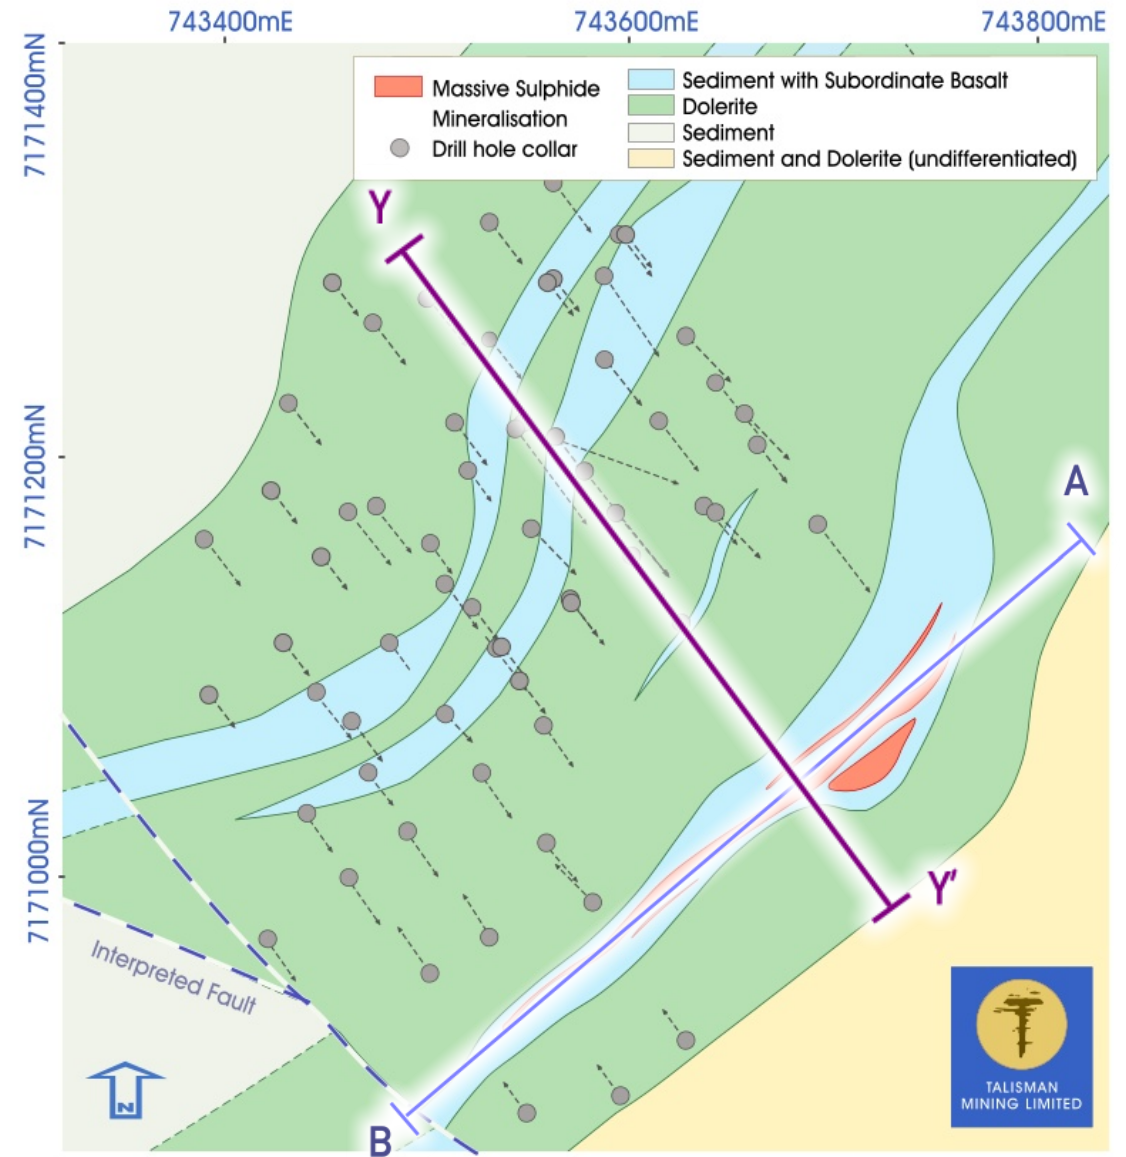 743400mE
743600mE
743800mE
7171400mN
Massive Sulphide
Mineralisation
Drill hole collar
Sediment with Subordinate Basalt
Dolerite
Sediment
Sediment and Dolerite (undifferentiated)
Y
7171200mN
A
7171000mN
Y'
Interpreted Fault
N
B
TALISMAN
MINING LIMITED